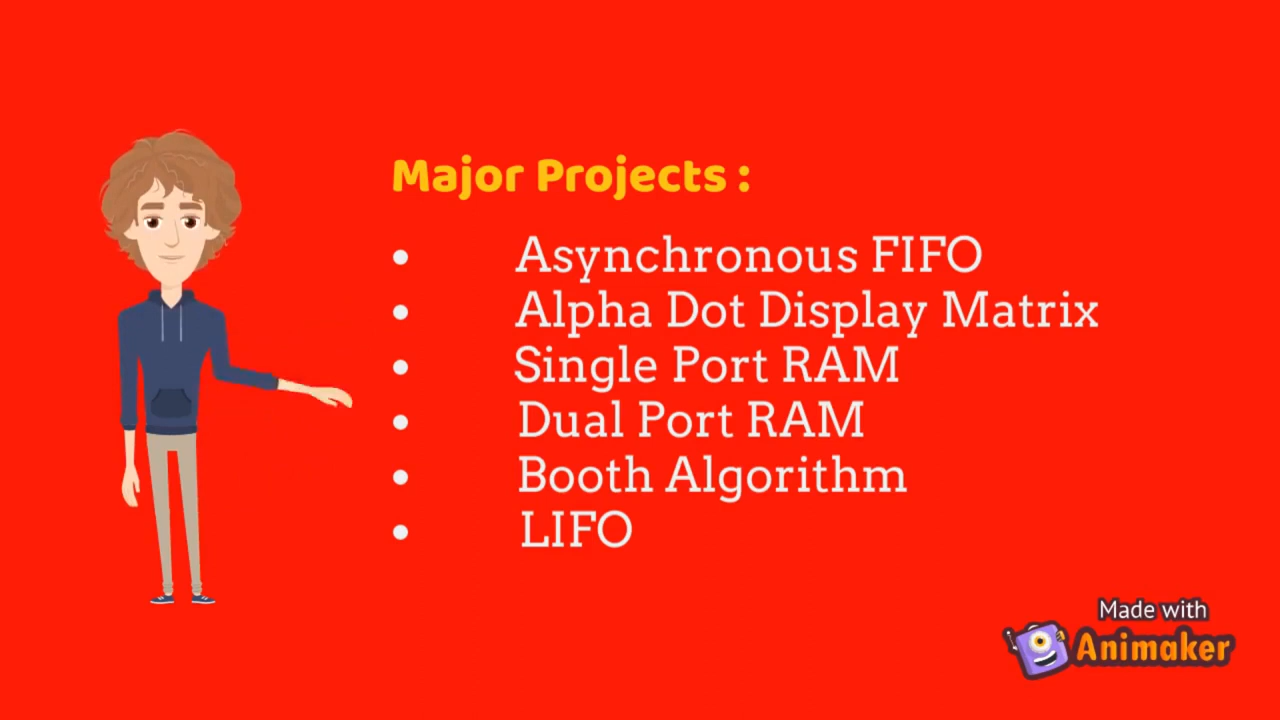 Major Projects :
• Asynchronous FIFO
• Alpha Dot Display Matrix
• Single Port RAM
• Dual Port RAM
• Booth Algorithm
• LIFO
Made with
Animaker